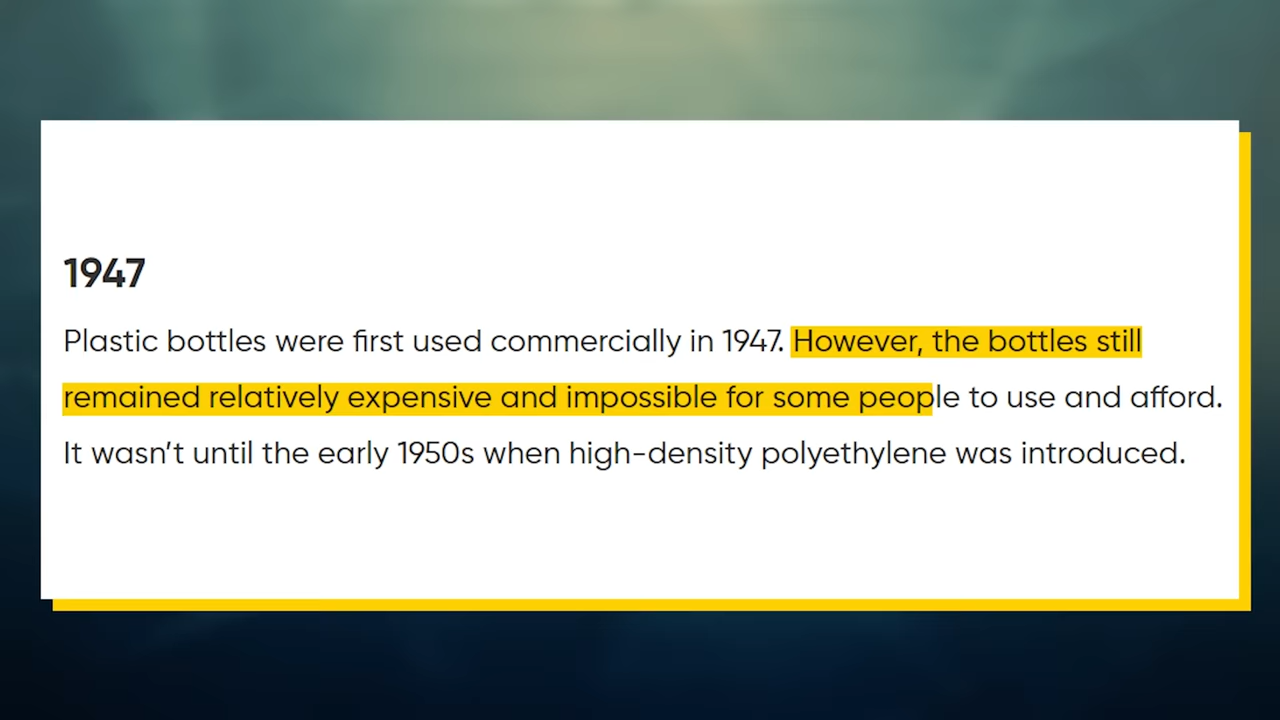 1947
Plastic bottles were first used commercially in 1947. However, the bottles still
remained relatively expensive and impossible for some people to use and afford.
It wasn’t until the early 1950s when high-density polyethylene was introduced.